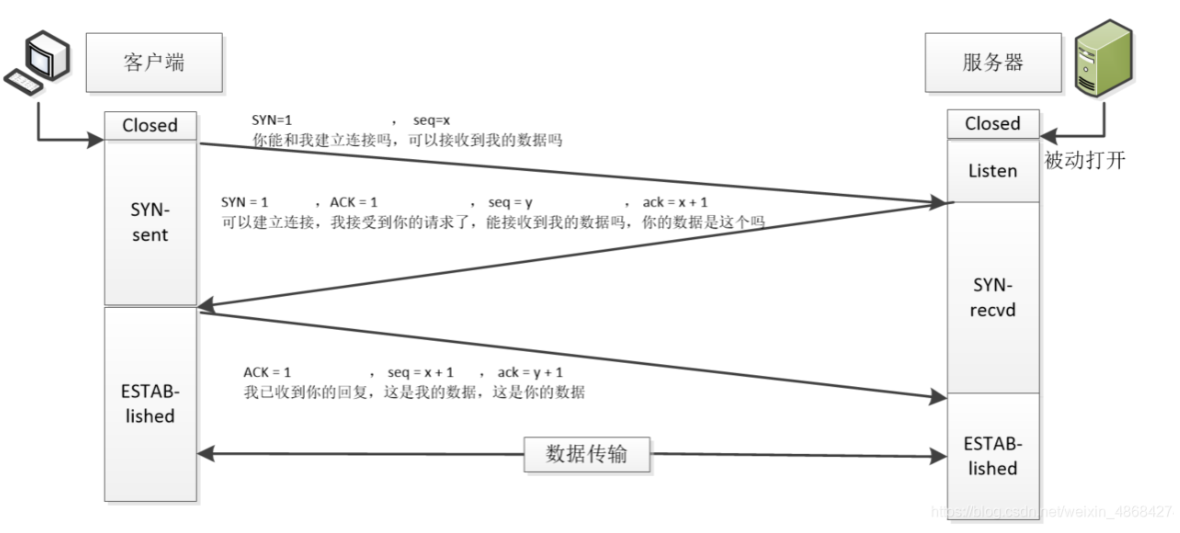 客户端
服务器
Closed
SYN=1 ， seq=x
你能和我建立连接吗，可以接收到我的数据吗
Closed
被动打开
Listen
SYN-
sent
SYN = 1 ，ACK = 1 ， seq = y ， ack = x + 1
可以建立连接，我接受到你的请求了，能接收到我的数据吗，你的数据是这个吗
SYN-
recvd
ESTAB-
lished
ACK = 1 ， seq = x + 1 ， ack = y + 1
我已收到你的回复，这是我的数据，这是你的数据
数据传输
ESTAB-
lished
https://blog.csdn.net/weixin_4868427